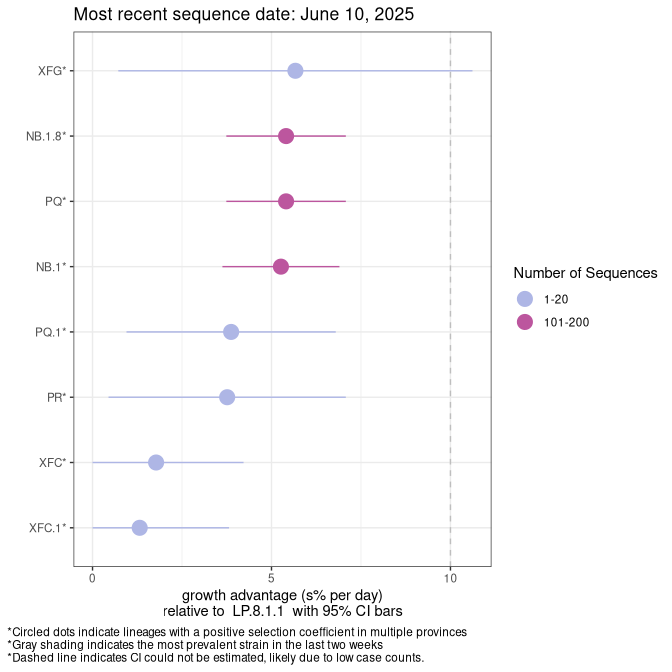 Most recent sequence date: June 10, 2025
XFG*
NB.1.8*
PQ*
NB.1*
PQ.1*
PR*
XFC*
XFC.1*
0 5 10
growth advantage (s% per day)
relative to LP.8.1.1 with 95% CI bars
Number of Sequences
1-20
101-200
*Circled dots indicate lineages with a positive selection coefficient in multiple provinces
*Gray shading indicates the most prevalent strain in the last two weeks
*Dashed line indicates CI could not be estimated, likely due to low case counts.